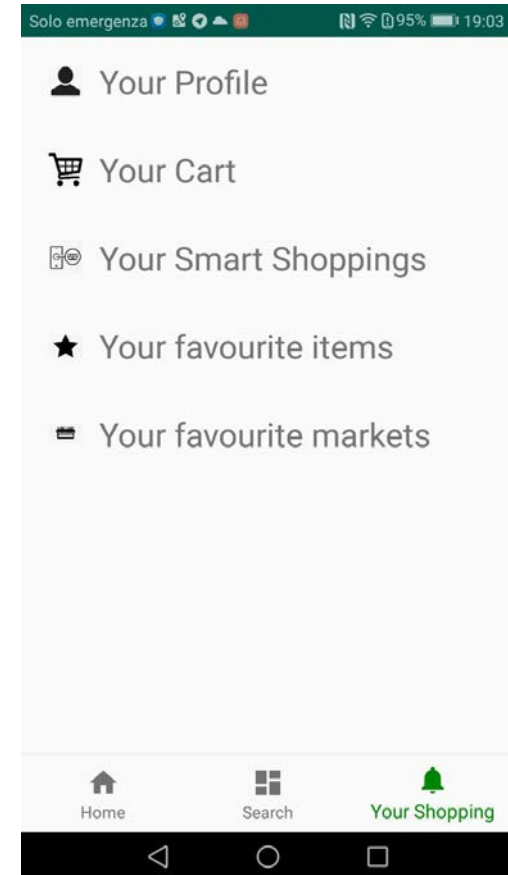 Solo emergenza 95% 19:03
Your Profile
Your Cart
Your Smart Shoppings
Your favourite items
Your favourite markets
Home Search Your Shopping